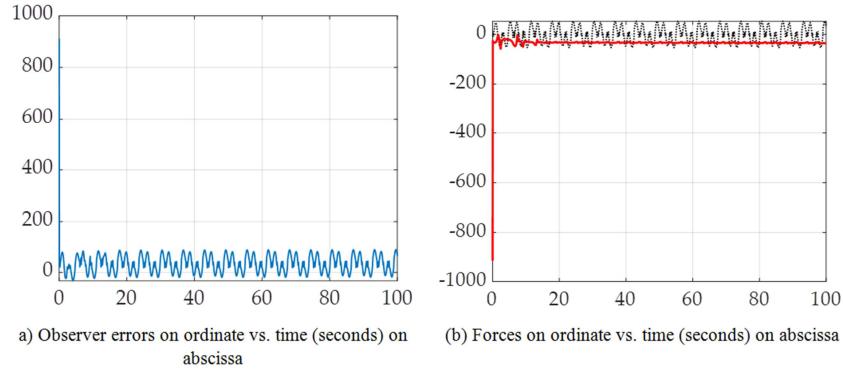 1000
800
600
400
200
0
0 20 40 60 80 100
a) Observer errors on ordinate vs. time (seconds) on
abscissa
0
-200
-400
-600
-800
-1000
0 20 40 60 80 100
(b) Forces on ordinate vs. time (seconds) on abscissa